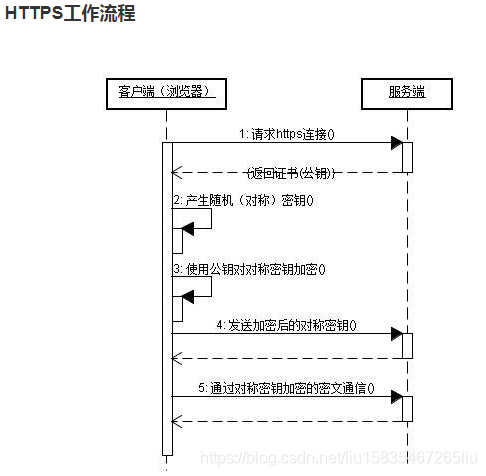 HTTPS工作流程
客户端（浏览器）
服务端
1: 请求https连接()
(返回证书(公钥))
2: 产生随机（对称）密钥()
3: 使用公钥对对称密钥加密()
4: 发送加密后的对称密钥()
5: 通过对称密钥加密的密文通信()
https://blog.csdn.net/liu15835467265liu